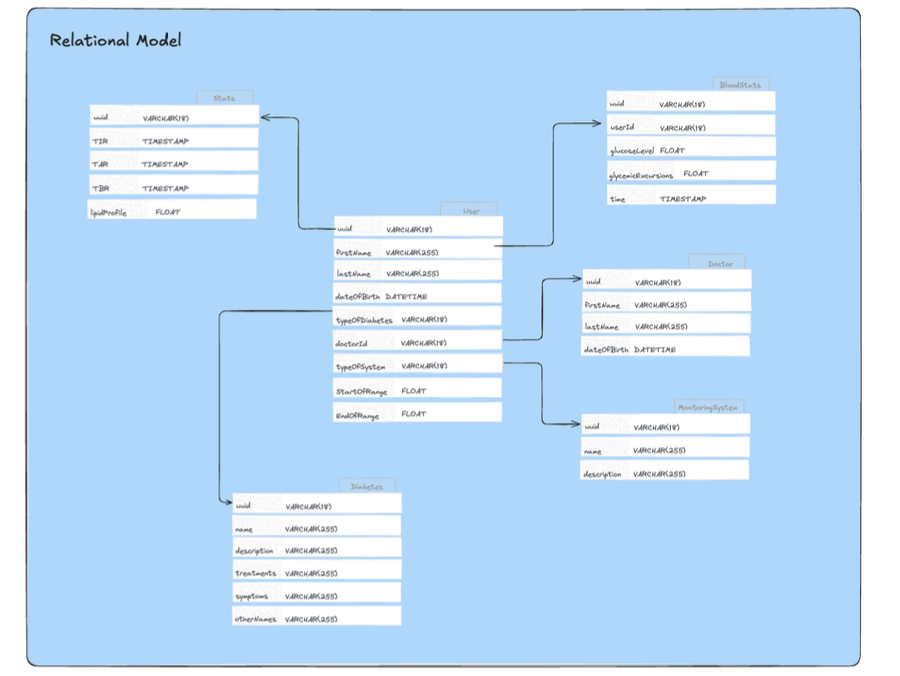 Relational Model
Stats
uuid VARCHAR(18)
TIR TIMESTAMP
TAR TIMESTAMP
TBR TIMESTAMP
lipidProfile FLOAT
BloodStats
uuid VARCHAR(18)
userId VARCHAR(18)
glucoseLevel FLOAT
glycemicExcursions FLOAT
time TIMESTAMP
User
uuid VARCHAR(18)
firstName VARCHAR(255)
lastName VARCHAR(255)
dateOfBirth DATETIME
typeOfDiabetes VARCHAR(18)
doctorId VARCHAR(18)
typeOfSystem VARCHAR(18)
StartOfRange FLOAT
EndOfRange FLOAT
Doctor
uuid VARCHAR(18)
firstName VARCHAR(255)
lastName VARCHAR(255)
dateOfBirth DATETIME
MonitoringSystem
uuid VARCHAR(18)
name VARCHAR(255)
description VARCHAR(255)
Diabetes
uuid VARCHAR(18)
name VARCHAR(255)
description VARCHAR(255)
treatments VARCHAR(255)
symptoms VARCHAR(255)
otherNames VARCHAR(255)